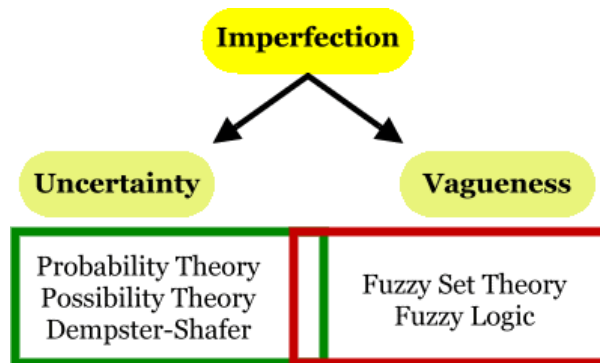 Imperfection
Uncertainty
Vagueness
Probability Theory
Possibility Theory
Dempster-Shafer
Fuzzy Set Theory
Fuzzy Logic